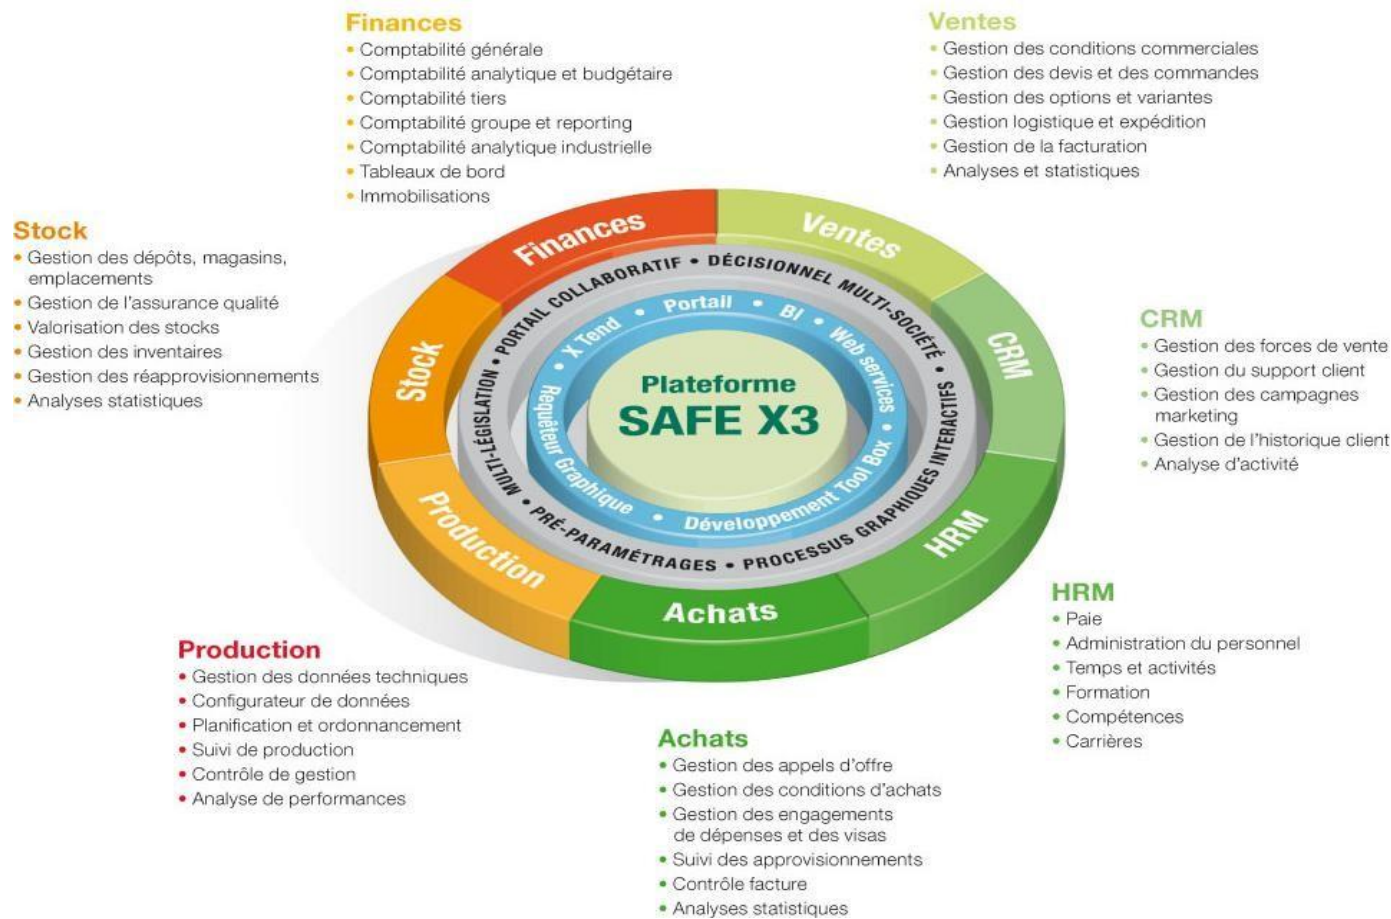 Finances
• Comptabilité générale
• Comptabilité analytique et budgétaire
• Comptabilité tiers
• Comptabilité groupe et reporting
• Comptabilité analytique industrielle
• Tableaux de bord
• Immobilisations
Ventes
• Gestion des conditions commerciales
• Gestion des devis et des commandes
• Gestion des options et variantes
• Gestion logistique et expédition
• Gestion de la facturation
• Analyses et statistiques
Stock
• Gestion des dépôts, magasins,
emplacements
• Gestion de l'assurance qualité
• Valorisation des stocks
• Gestion des inventaires
• Gestion des réapprovisionnements
• Analyses statistiques
CRM
• Gestion des forces de vente
• Gestion du support client
• Gestion des campagnes
marketing
• Gestion de l'historique client
• Analyse d'activité
Finances
Ventes
CRM
HRM
Achats
Production
Stock
MULTI-LÉGISLATION • PORTAIL COLLABORATIF • DÉCISIONNEL MULTI-SOCIÉTÉ •
PRÉ-PARAMÉTRAGES • PROCESSUS GRAPHIQUES INTERACTIFS
Requêteur Graphique • X Tend • Portail • BI • Web services •
Développement Tool Box
Plateforme
SAFE X3
HRM
• Paie
• Administration du personnel
• Temps et activités
• Formation
• Compétences
• Carrières
Production
• Gestion des données techniques
• Configurateur de données
• Planification et ordonnancement
• Suivi de production
• Contrôle de gestion
• Analyse de performances
Achats
• Gestion des appels d'offre
• Gestion des conditions d'achats
• Gestion des engagements
de dépenses et des visas
• Suivi des approvisionnements
• Contrôle facture
• Analyses statistiques